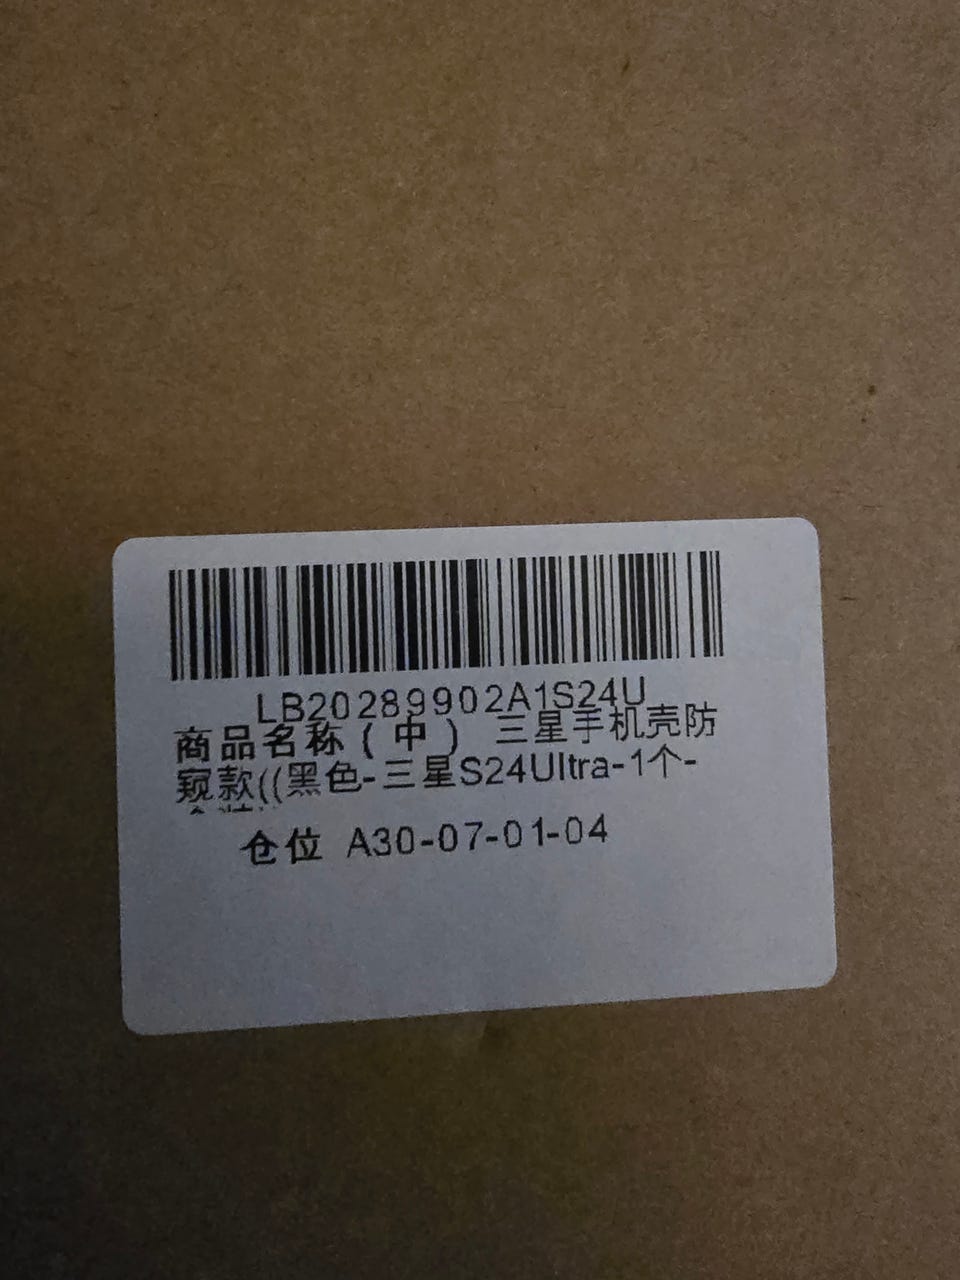 LB20289902A1S24U
商品名称(中) 三星手机壳防
窥款((黑色-三星S24Ultra-1个-
仓位 A30-07-01-04